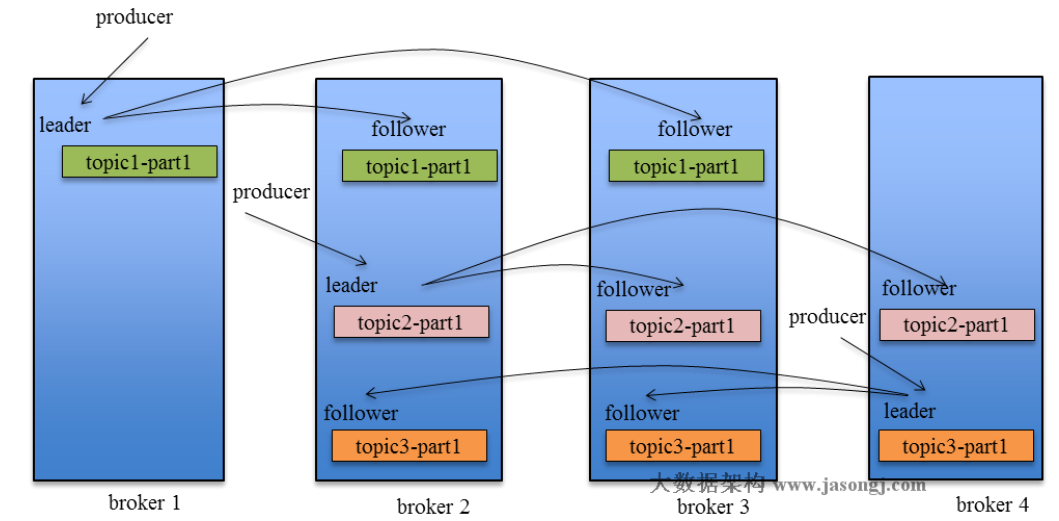 producer
leader
follower
follower
topic1-part1
topic1-part1
topic1-part1
producer
leader
follower
follower
topic2-part1
topic2-part1
topic2-part1
producer
follower
follower
leader
topic3-part1
topic3-part1
topic3-part1
大数据架构 www.jasongj.com
broker 1
broker 2
broker 3
broker 4